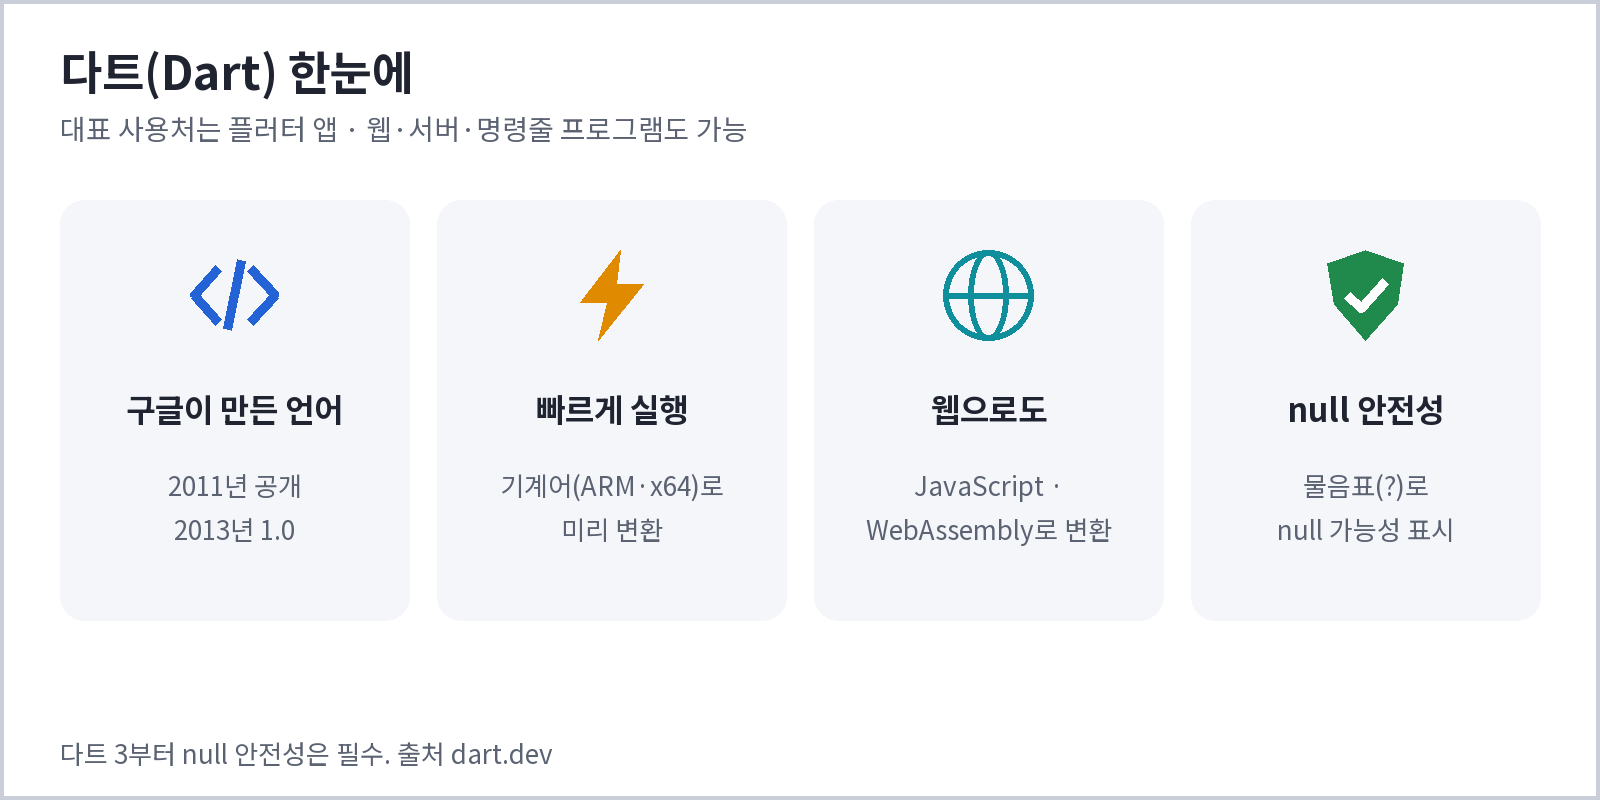 다트(Dart) 한눈에
대표 사용처는 플러터 앱 · 웹·서버·명령줄 프로그램도 가능
구글이 만든 언어
2011년 공개
2013년 1.0
빠르게 실행
기계어(ARM·x64)로
미리 변환
웹으로도
JavaScript ·
WebAssembly로 변환
null 안전성
물음표(?)로
null 가능성 표시
다트 3부터 null 안전성은 필수. 출처 dart.dev